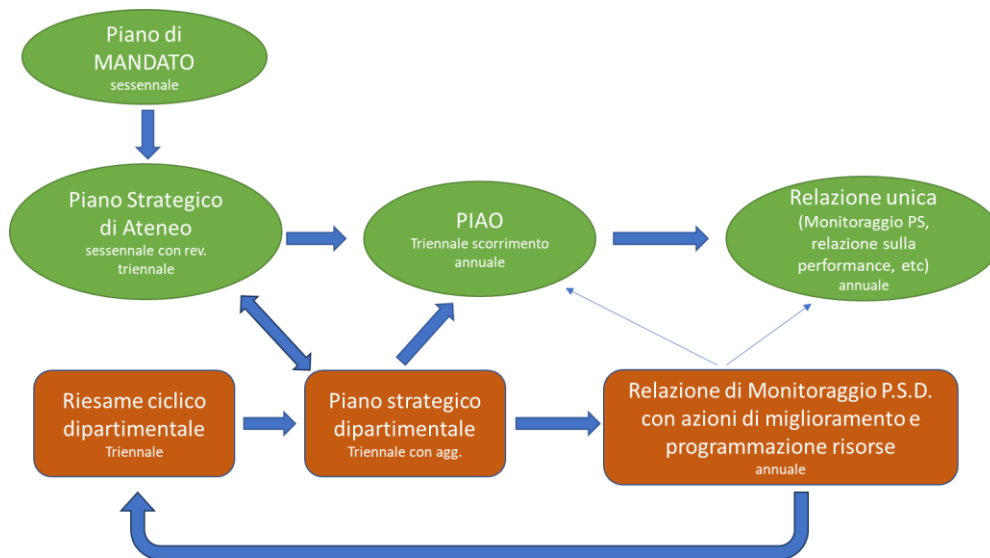 Piano di
MANDATO
sessennale
Piano Strategico
di Ateneo
sessennale con rev.
triennale
PIAO
Triennale scorrimento
annuale
Relazione unica
(Monitoraggio PS,
relazione sulla
performance, etc)
annuale
Riesame ciclico
dipartimentale
Triennale
Piano strategico
dipartimentale
Triennale con agg.
Relazione di Monitoraggio P.S.D.
con azioni di miglioramento e
programmazione risorse
annuale